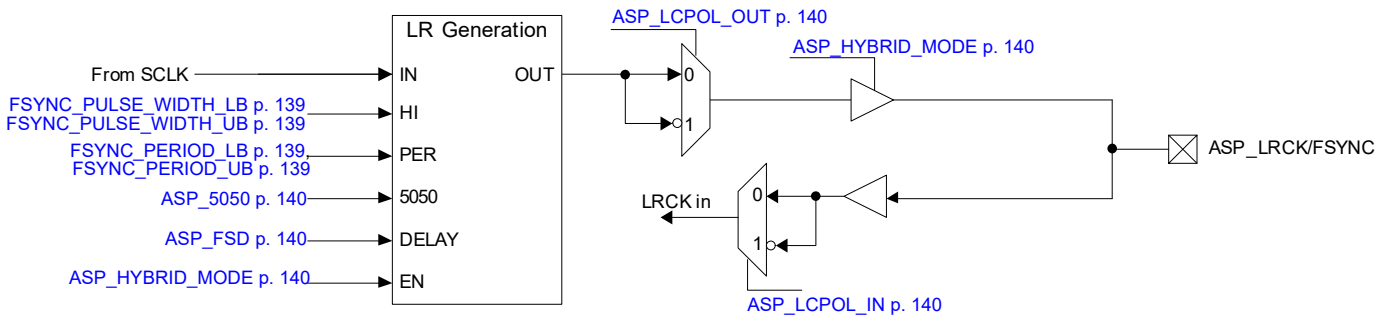 ASP_LCPOL_OUT p. 140
LR Generation
ASP_HYBRID_MODE p. 140
From SCLK
IN
OUT
0
FSYNC_PULSE_WIDTH_LB p. 139
FSYNC_PULSE_WIDTH_UB p. 139
HI
1
FSYNC_PERIOD_LB p. 139,
FSYNC_PERIOD_UB p. 139
PER
ASP_LRCK/FSYNC
ASP_5050 p. 140
5050
LRCK in
0
ASP_FSD p. 140
DELAY
1
ASP_HYBRID_MODE p. 140
EN
ASP_LCPOL_IN p. 140